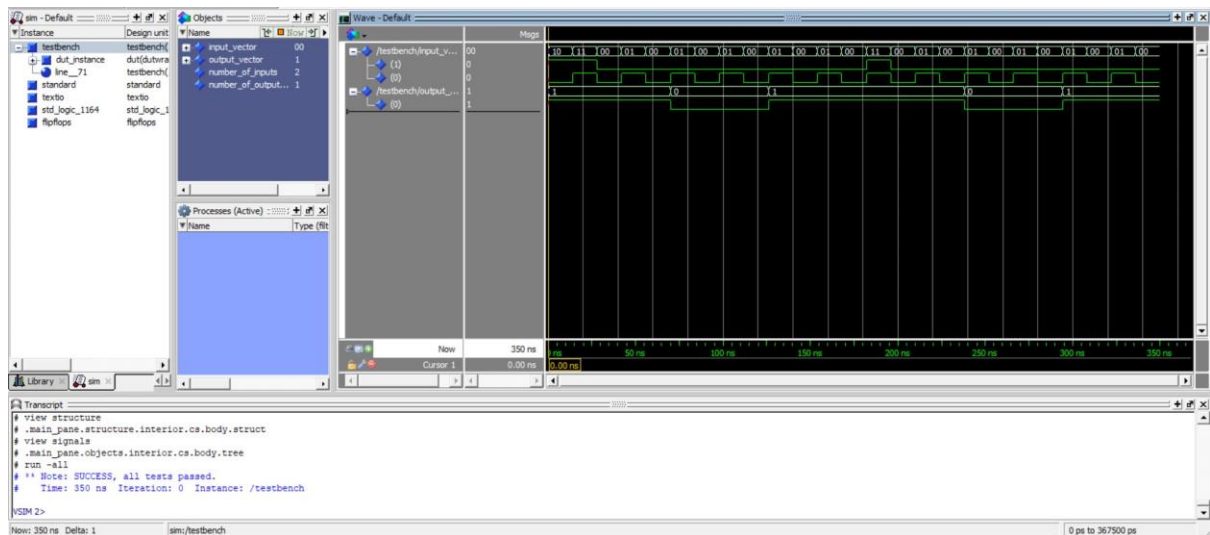 sim - Default
Instance
Design unit
testbench
testbench(
dut_instance
dut(dutwra
line__71
testbench(
standard
standard
textio
textio
std_logic_1164
std_logic_1
flipflops
flipflops
Library
sim
Objects
Name
Now
input_vector
00
output_vector
1
number_of_inputs
2
number_of_output...
1
Processes (Active)
Name
Type (filt
Wave - Default
Msgs
/testbench/input_v...
00
(1)
0
(0)
0
/testbench/output_...
1
(0)
1
10 11 00 01 00 01 00 01 00 01 00 01 00 11 00 01 00 01 00 01 00 01 00 01 00
1 0 1 0 1
Now
350 ns
Cursor 1
0.00 ns
ns
50 ns
100 ns
150 ns
200 ns
250 ns
300 ns
350 ns
0.00 ns
Transcript
# view structure
# .main_pane.structure.interior.cs.body.struct
# view signals
# .main_pane.objects.interior.cs.body.tree
# run -all
# ** Note: SUCCESS, all tests passed.
#    Time: 350 ns  Iteration: 0  Instance: /testbench
VSIM 2>
Now: 350 ns  Delta: 1
sim:/testbench
0 ps to 367500 ps